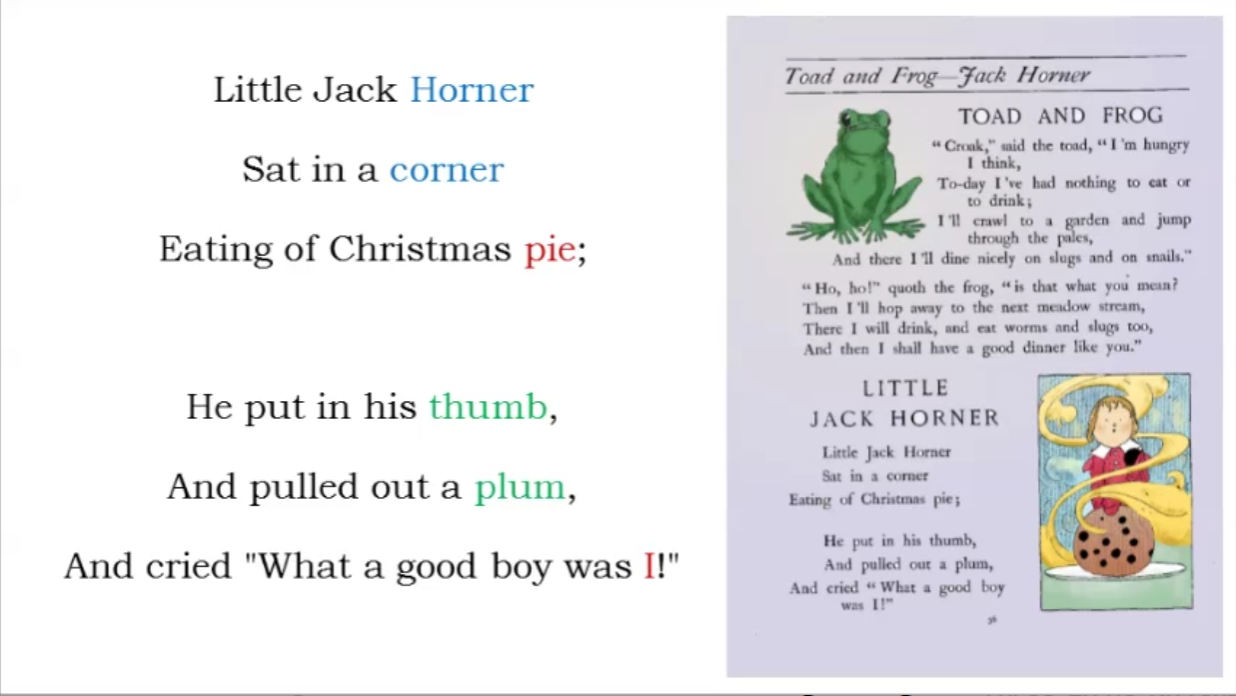 Little Jack Horner
Sat in a corner
Eating of Christmas pie;
He put in his thumb,
And pulled out a plum,
And cried "What a good boy was I!"
Toad and Frog—Jack Horner
TOAD AND FROG
“Croak,” said the toad, “I 'm hungry
I think,
To-day I 've had nothing to eat or
to drink;
I 'll crawl to a garden and jump
through the pales,
And there I 'll dine nicely on slugs and on snails.”
“Ho, ho!” quoth the frog, “is that what you mean?
Then I 'll hop away to the next meadow stream,
There I will drink, and eat worms and slugs too,
And then I shall have a good dinner like you.”
LITTLE
JACK HORNER
Little Jack Horner
Sat in a corner
Eating of Christmas pie;
He put in his thumb,
And pulled out a plum,
And cried “What a good boy
was I!”